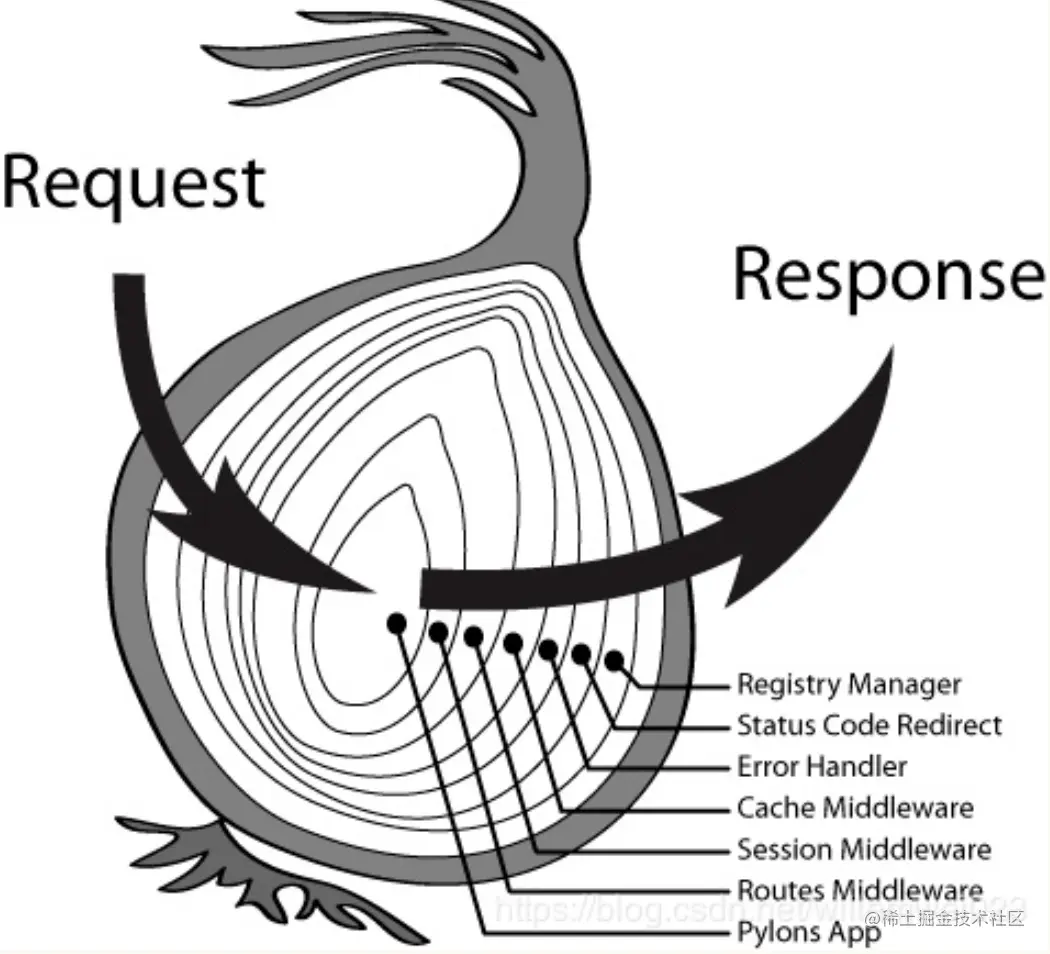 Request
Response
Registry Manager
Status Code Redirect
Error Handler
Cache Middleware
Session Middleware
Routes Middleware
Pylons App
@稀土掘金技术社区